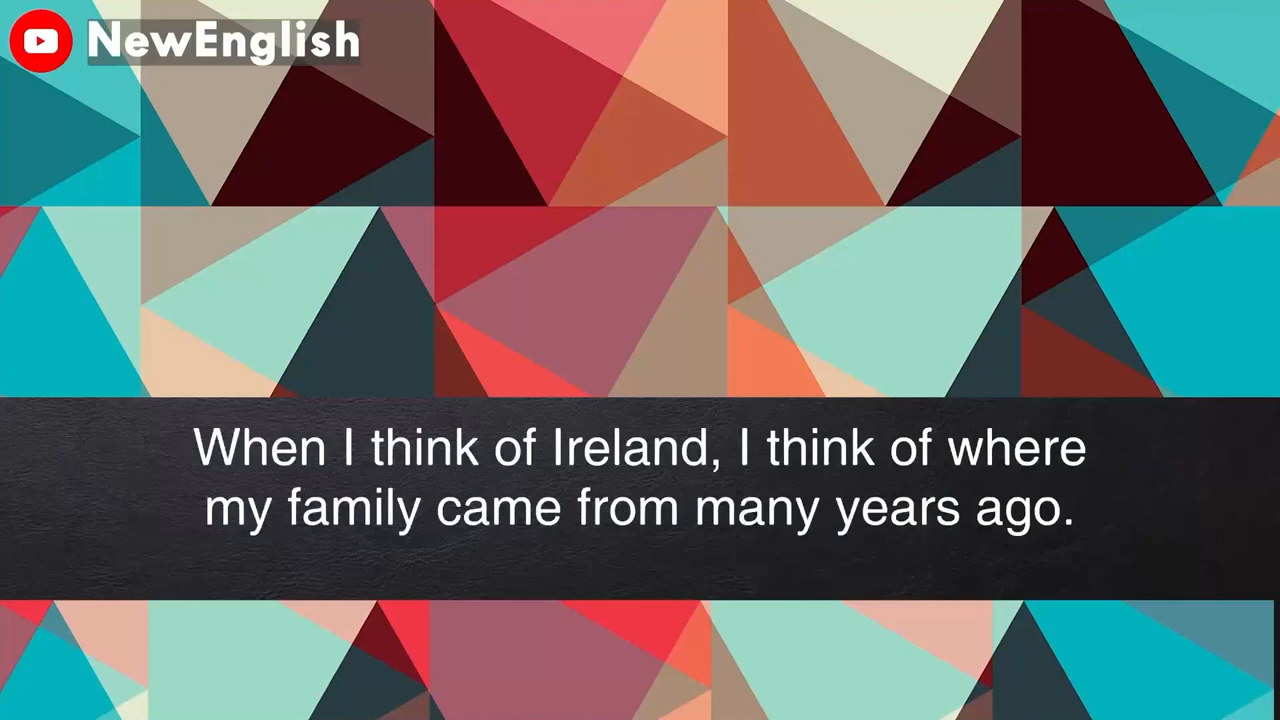 NewEnglish
When I think of Ireland, I think of where
my family came from many years ago.